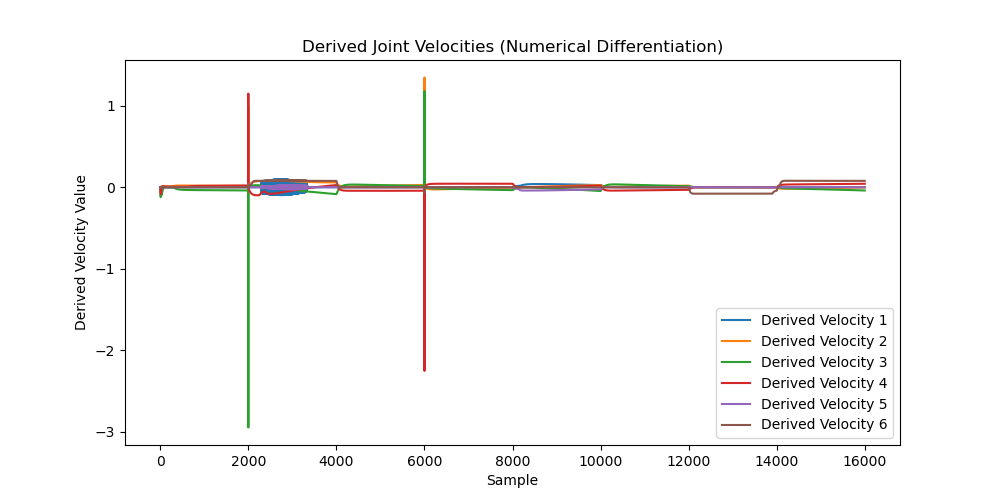 Derived Joint Velocities (Numerical Differentiation)
Derived Velocity Value
1
0
−1
−2
−3
Derived Velocity 1
Derived Velocity 2
Derived Velocity 3
Derived Velocity 4
Derived Velocity 5
Derived Velocity 6
0 2000 4000 6000 8000 10000 12000 14000 16000
Sample